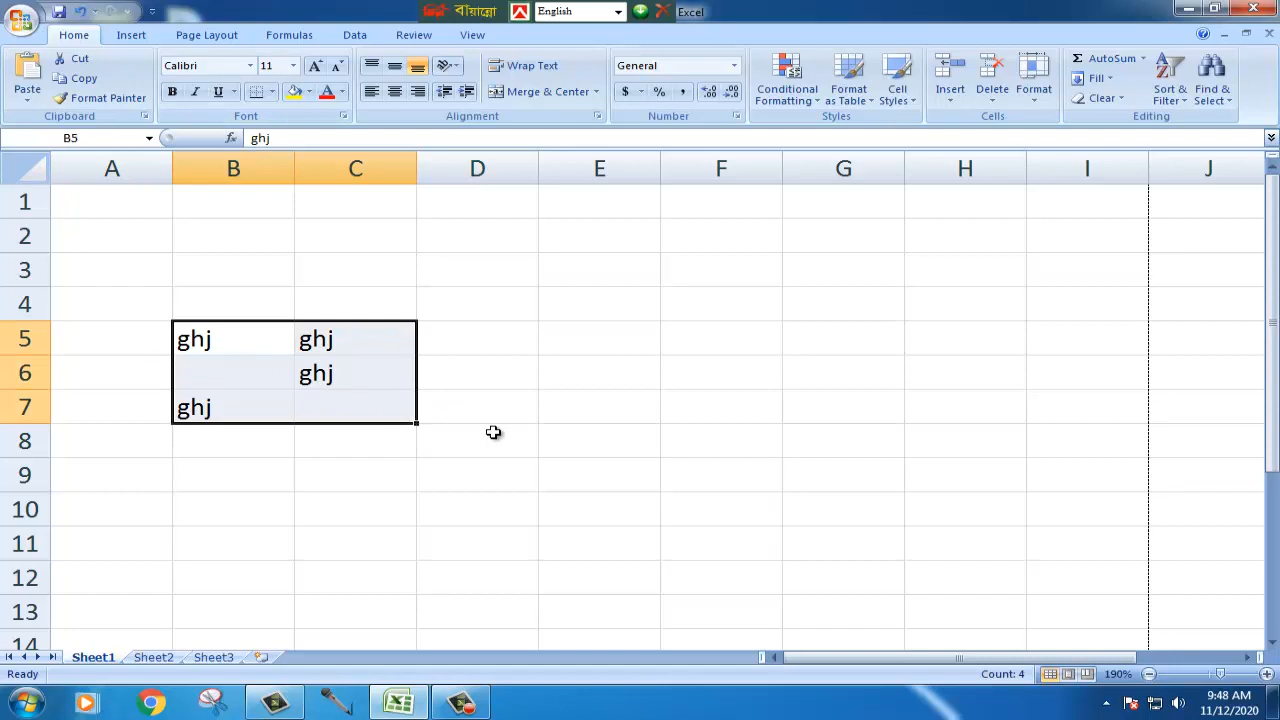 বায়ান্নো English Excel
Home Insert Page Layout Formulas Data Review View
Paste Cut Calibri 11 Wrap Text General Conditional Formatting Format as Table Cell Styles Insert Delete Format Σ AutoSum Sort & Filter Find & Select
Copy Fill
Format Painter B I U A Merge & Center $ % , Clear
Clipboard Font Alignment Number Styles Cells Editing
B5 fx ghj
A B C D E F G H I J
1
2
3
4
5 ghj ghj
6 ghj
7 ghj
8
9
10
11
12
13
14
Sheet1 Sheet2 Sheet3
Ready Count: 4 190%
9:48 AM
11/12/2020